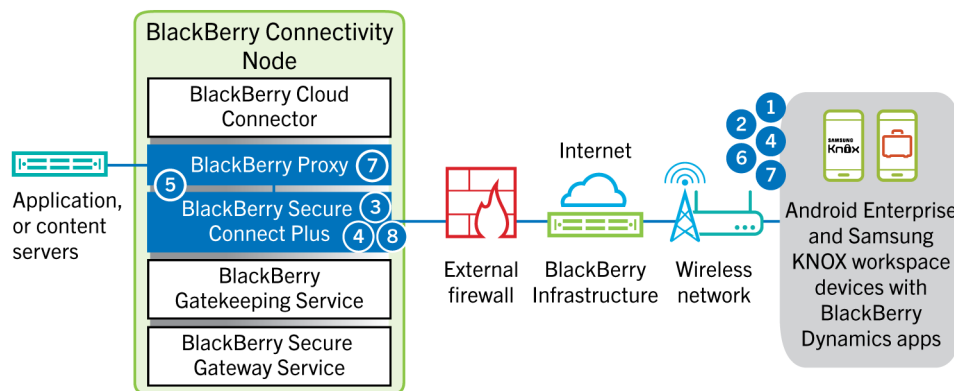 BlackBerry Connectivity
Node
BlackBerry Cloud
Connector
BlackBerry Proxy 7
5
BlackBerry Secure 3
Connect Plus 4 8
BlackBerry
Gatekeeping Service
BlackBerry Secure
Gateway Service
Application,
or content
servers
External
firewall
Internet
BlackBerry
Infrastructure
Wireless
network
1
2
4
6
7
SAMSUNG
Knox
Android Enterprise
and Samsung
KNOX workspace
devices with
BlackBerry
Dynamics apps